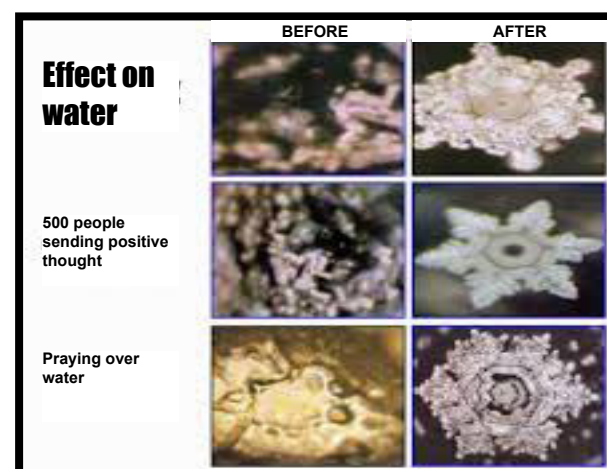 BEFORE
AFTER
Effect on
water
500 people
sending positive
thought
Praying over
water